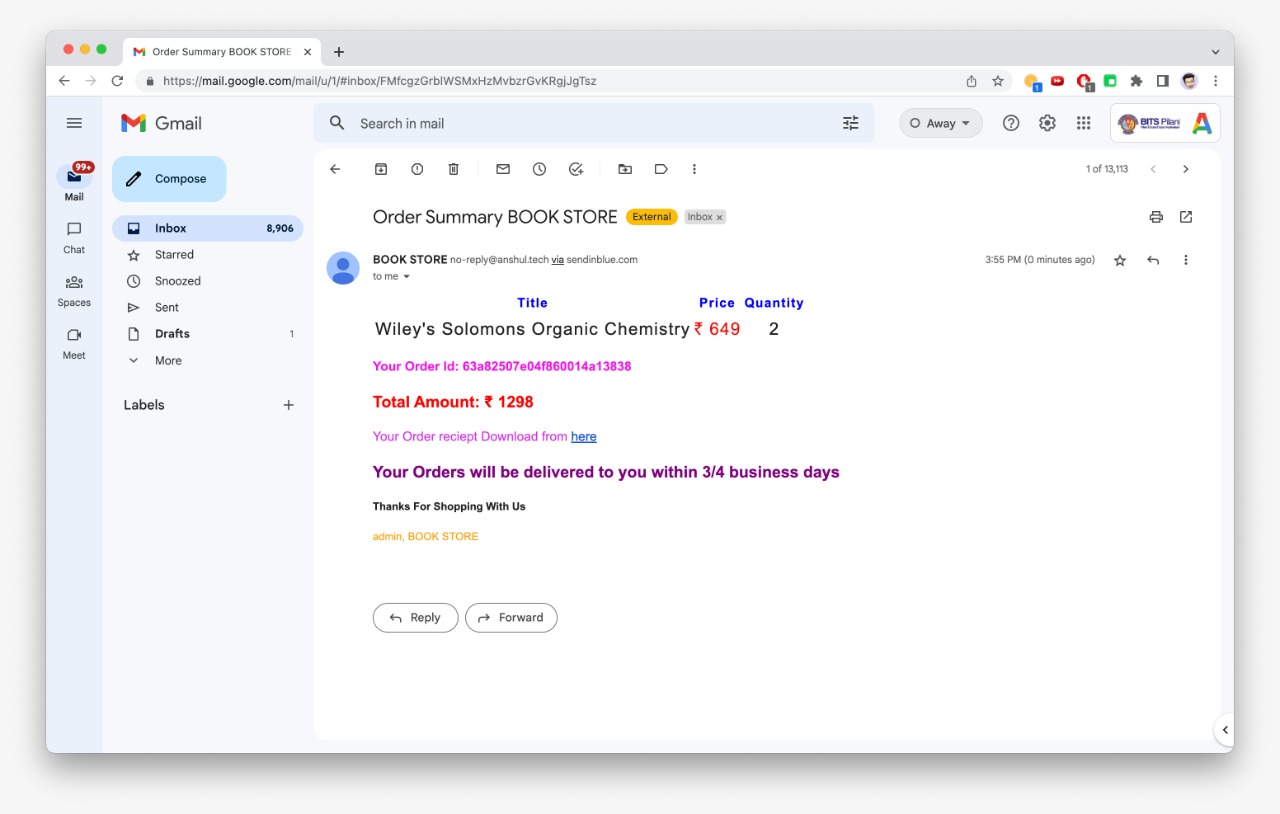 Order Summary BOOK STORE
https://mail.google.com/mail/u/1/#inbox/FMfcgzGrblWSMxHzMvbzrGvKRgjJgTsz
1
1
Gmail
Search in mail
Away
BITS Pilani
99+
Mail
Compose
1 of 13,113
Chat
Spaces
Meet
Inbox 8,906
Starred
Snoozed
Sent
Drafts 1
More
Labels
Order Summary BOOK STORE External Inbox ×
BOOK STORE no-reply@anshul.tech via sendinblue.com 3:55 PM (0 minutes ago)
to me
Title Price Quantity
Wiley's Solomons Organic Chemistry ₹ 649 2
Your Order Id: 63a82507e04f860014a13838
Total Amount: ₹ 1298
Your Order reciept Download from here
Your Orders will be delivered to you within 3/4 business days
Thanks For Shopping With Us
admin, BOOK STORE
Reply Forward